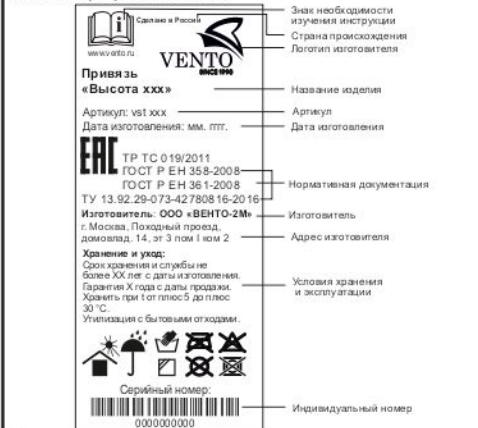 Сделано в России
www.vento.ru
VENTO
SINCE 1990
Привязь
«Высота xxx»
Артикул: vst xxx
Дата изготовления: мм. гггг.
ЕАС
ТР ТС 019/2011
ГОСТ Р ЕН 358-2008
ГОСТ Р ЕН 361-2008
ТУ 13.92.29-073-42780816-2016
Изготовитель: ООО «ВЕНТО-2М»
г. Москва, Походный проезд,
домовлад. 14, эт 3 пом I ком 2
Хранение и уход:
Срок хранения и службы не
более XX лет с даты изготовления.
Гарантия X года с даты продажи.
Хранить при t от плюс 5 до плюс
30 °С.
Утилизация с бытовыми отходами.
Серийный номер:
0000000000
Знак необходимости
изучения инструкции
Страна происхождения
Логотип изготовителя
Название изделия
Артикул
Дата изготовления
Нормативная документация
Изготовитель
Адрес изготовителя
Условия хранения
и эксплуатации
Индивидуальный номер